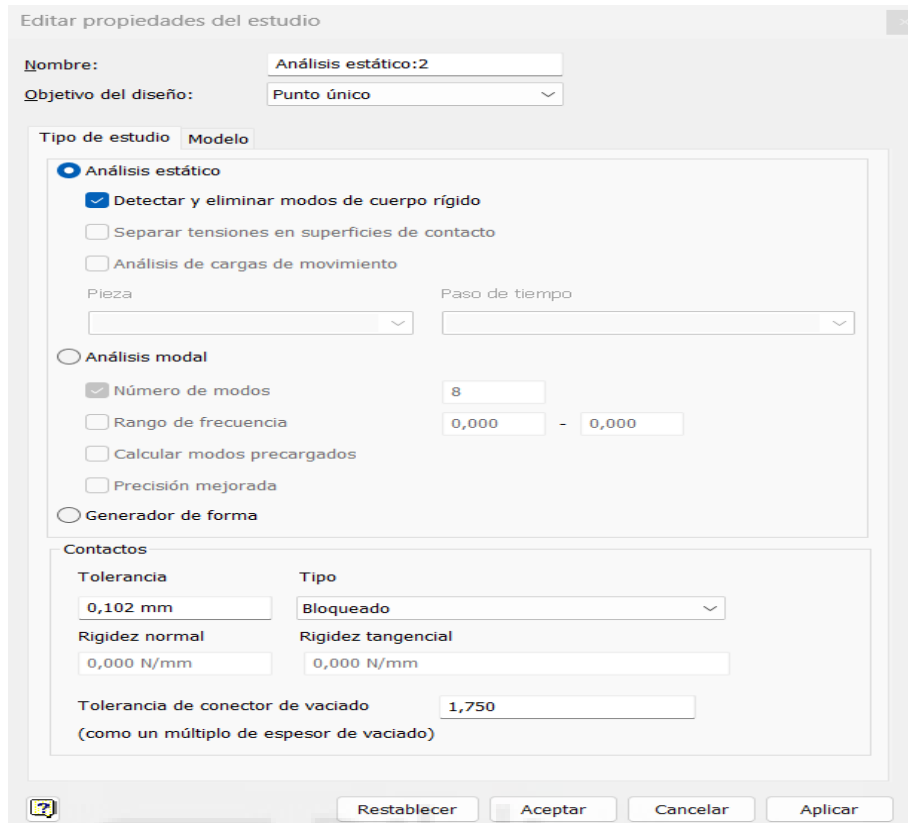 Editar propiedades del estudio
Nombre: Análisis estático:2
Objetivo del diseño: Punto único
Tipo de estudio Modelo
Análisis estático
Detectar y eliminar modos de cuerpo rígido
Separar tensiones en superficies de contacto
Análisis de cargas de movimiento
Pieza Paso de tiempo
Análisis modal
Número de modos 8
Rango de frecuencia 0,000 - 0,000
Calcular modos precargados
Precisión mejorada
Generador de forma
Contactos
Tolerancia Tipo
0,102 mm Bloqueado
Rigidez normal Rigidez tangencial
0,000 N/mm 0,000 N/mm
Tolerancia de conector de vaciado 1,750
(como un múltiplo de espesor de vaciado)
? Restablecer Aceptar Cancelar Aplicar